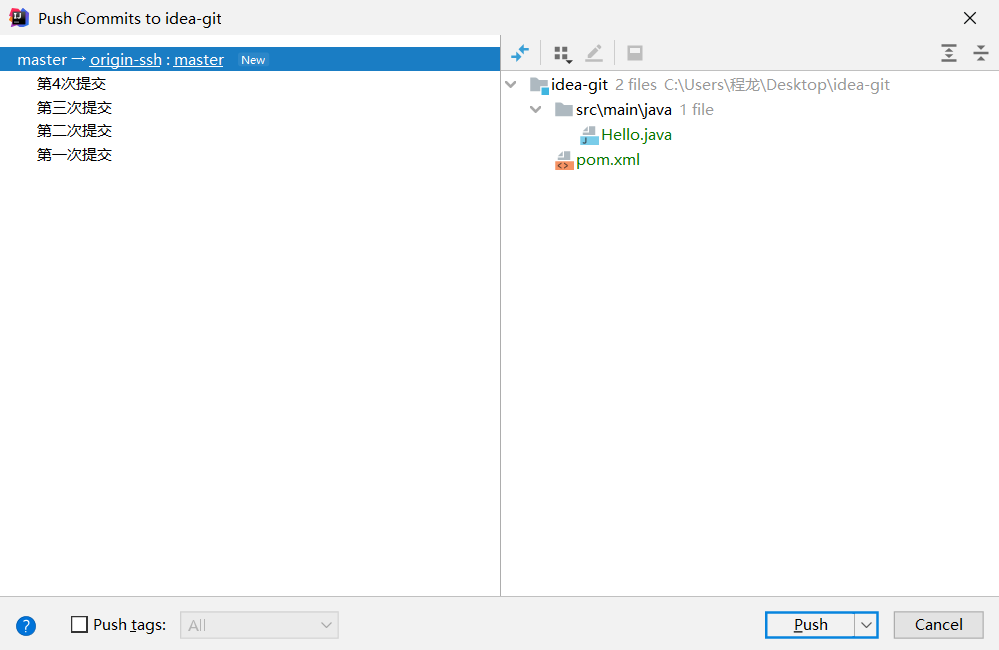 Push Commits to idea-git
master → origin-ssh : master New
第4次提交
第三次提交
第二次提交
第一次提交
idea-git 2 files C:\Users\程龙\Desktop\idea-git
src\main\java 1 file
Hello.java
pom.xml
? Push tags: All Push Cancel